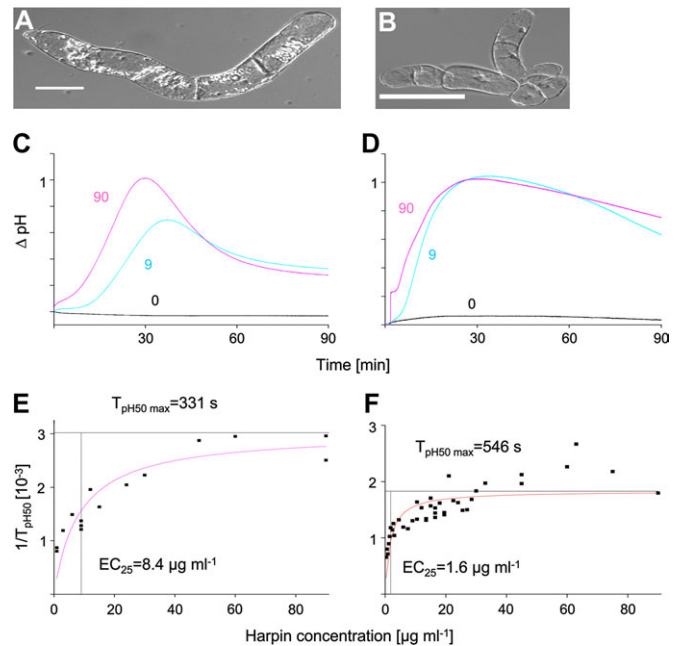 A
B
C
D
1
90
9
0
Δ pH
30
60
90
1
90
9
0
30
60
90
Time [min]
E
F
TpH50 max=331 s
3
2
1
1/TpH50 [10-3]
EC25=8.4 µg ml-1
0
20
40
60
80
TpH50 max=546 s
3
2
1
EC25=1.6 µg ml-1
0
20
40
60
80
Harpin concentration [µg ml-1]